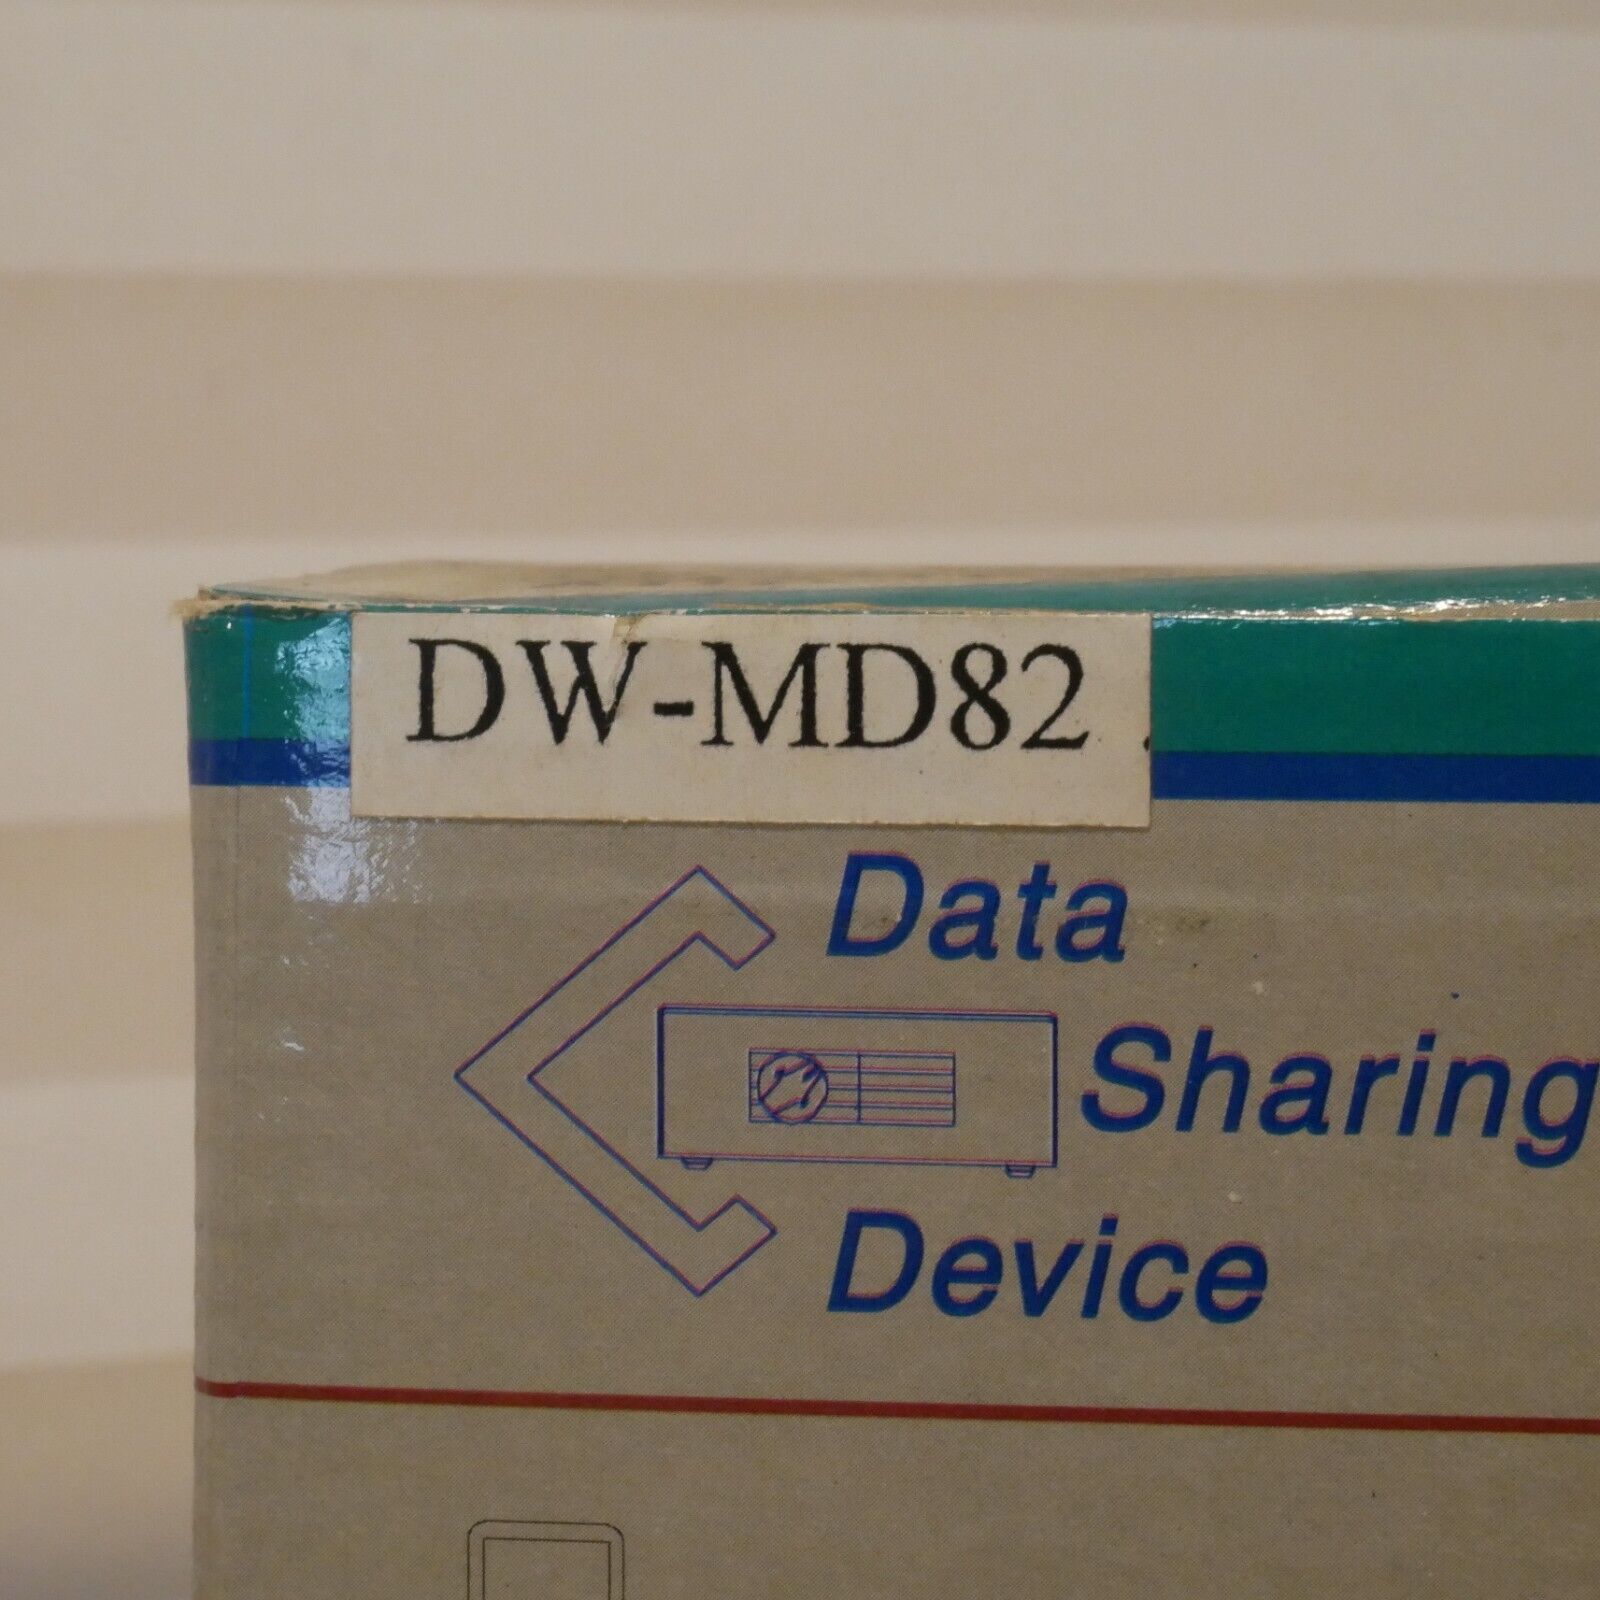 DW-MD82
Data
Sharing
Device